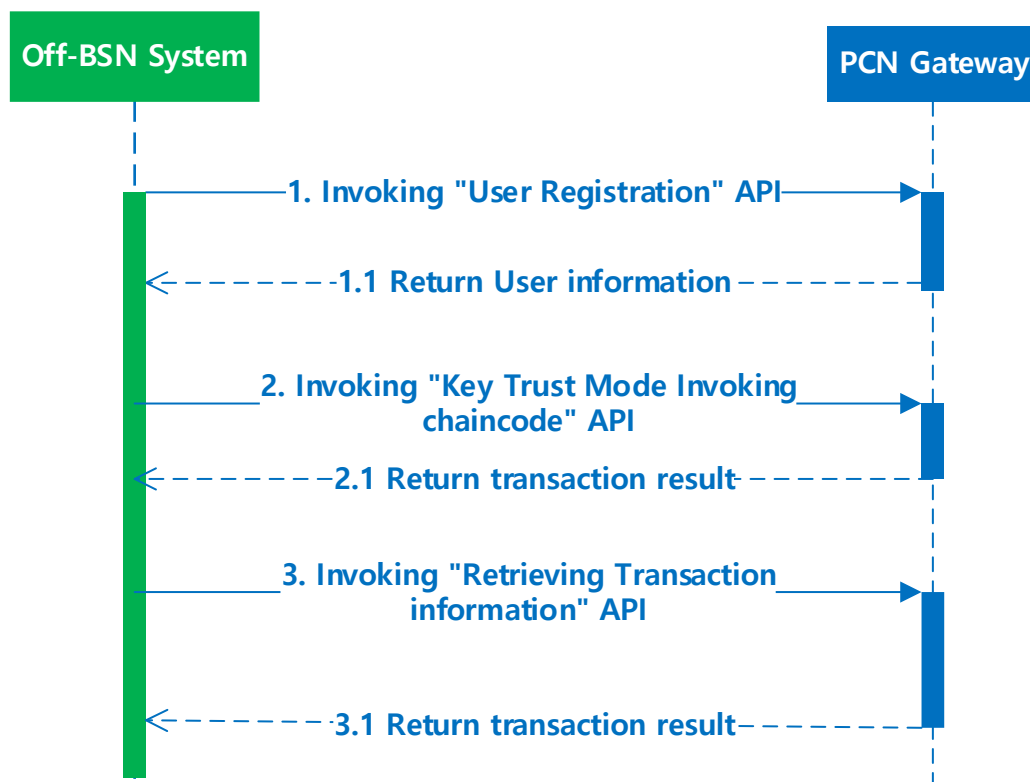 Off-BSN System
PCN Gateway
1. Invoking "User Registration" API
1.1 Return User information
2. Invoking "Key Trust Mode Invoking
chaincode" API
2.1 Return transaction result
3. Invoking "Retrieving Transaction
information" API
3.1 Return transaction result